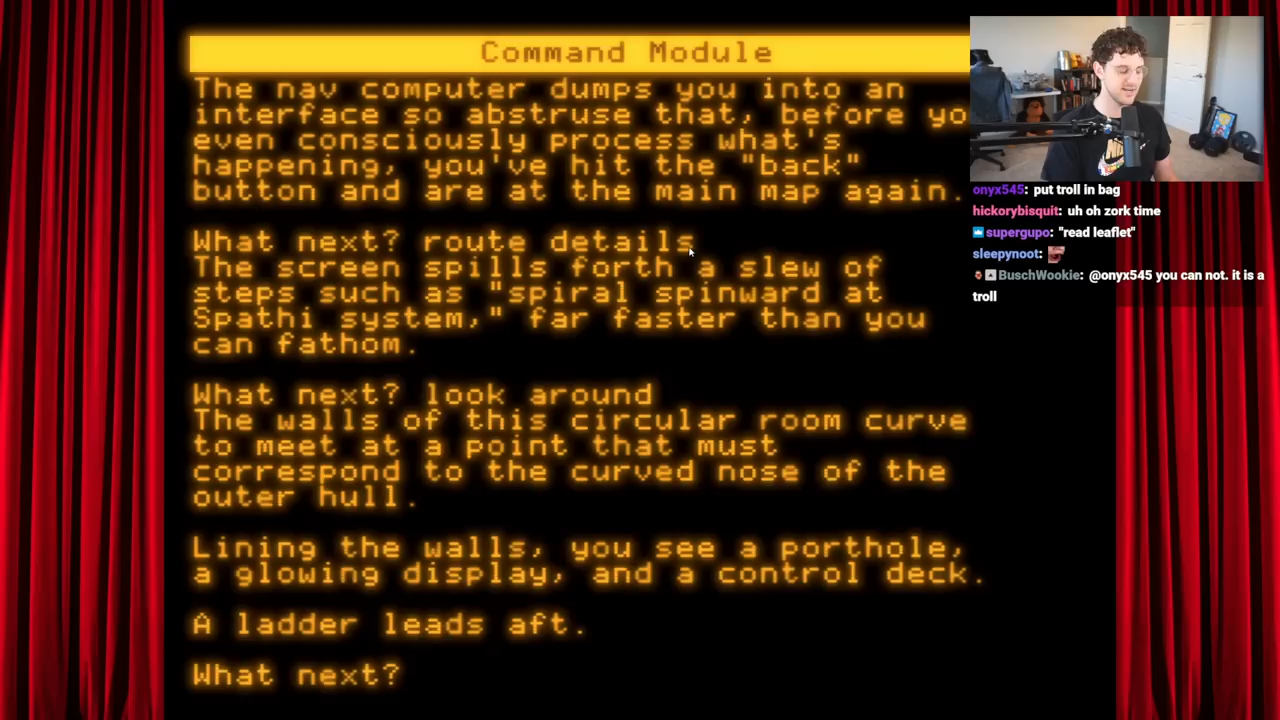 Command Module
The nav computer dumps you into an
interface so abstruse that, before yo
even consciously process what's
happening, you've hit the "back"
button and are at the main map again.
What next? route details
The screen spills forth a slew of
steps such as "spiral spinward at
Spathi system," far faster than you
can fathom.
What next? look around
The walls of this circular room curve
to meet at a point that must
correspond to the curved nose of the
outer hull.
Lining the walls, you see a porthole,
a glowing display, and a control deck.
A ladder leads aft.
What next?
onyx545: put troll in bag
hickorybisquit: uh oh zork time
supergupo: "read leaflet"
sleepynoot:
BuschWookie: @onyx545 you can not. it is a
troll